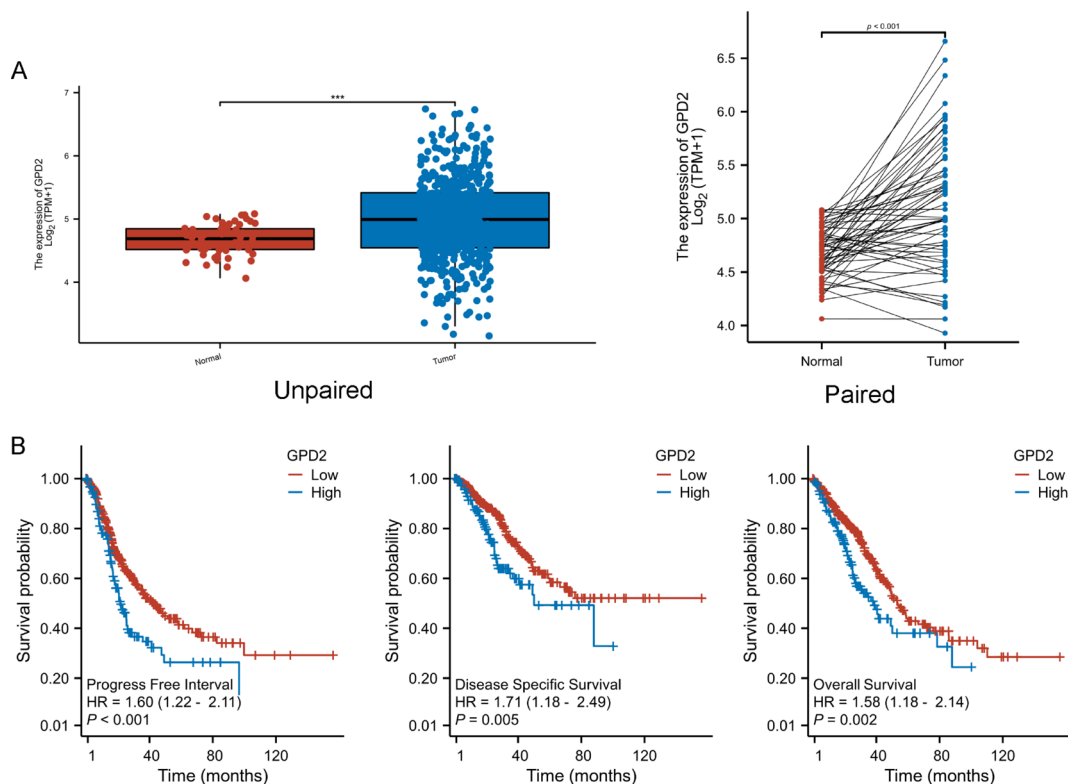 A
The expression of GPD2
Log2 (TPM+1)
7
6
5
4
***
Normal
Tumor
Unpaired
The expression of GPD2
Log2 (TPM+1)
6.5
6.0
5.5
5.0
4.5
4.0
p < 0.001
Normal
Tumor
Paired
B
Survival probability
1.00
0.80
0.60
0.40
0.20
0.01
GPD2
Low
High
Progress Free Interval
HR = 1.60 (1.22 - 2.11)
P < 0.001
1 40 80 120
Time (months)
Survival probability
1.00
0.80
0.60
0.40
0.20
0.01
GPD2
Low
High
Disease Specific Survival
HR = 1.71 (1.18 - 2.49)
P = 0.005
1 40 80 120
Time (months)
Survival probability
1.00
0.80
0.60
0.40
0.20
0.01
GPD2
Low
High
Overall Survival
HR = 1.58 (1.18 - 2.14)
P = 0.002
1 40 80 120
Time (months)